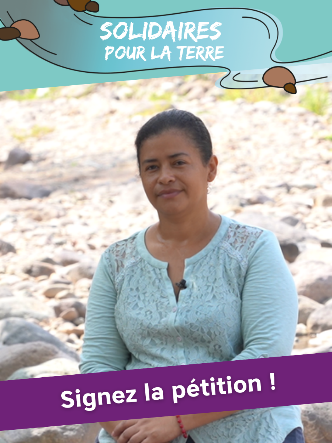 SOLIDAIRES
POUR LA TERRE
Signez la pétition !